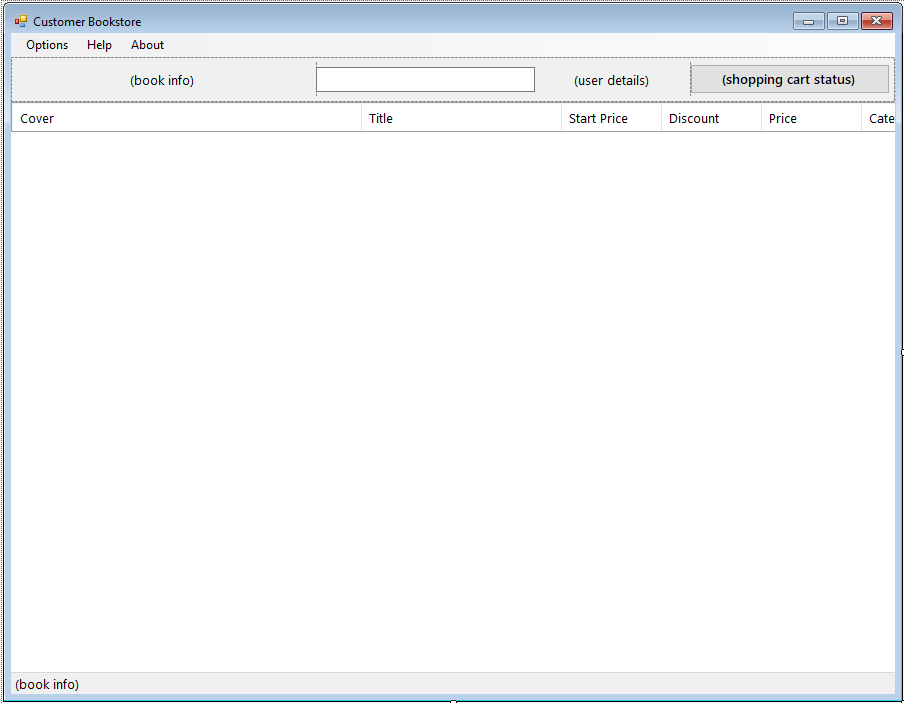 Customer Bookstore
Options Help About
(book info) (user details) (shopping cart status)
Cover Title Start Price Discount Price Cate
(book info)